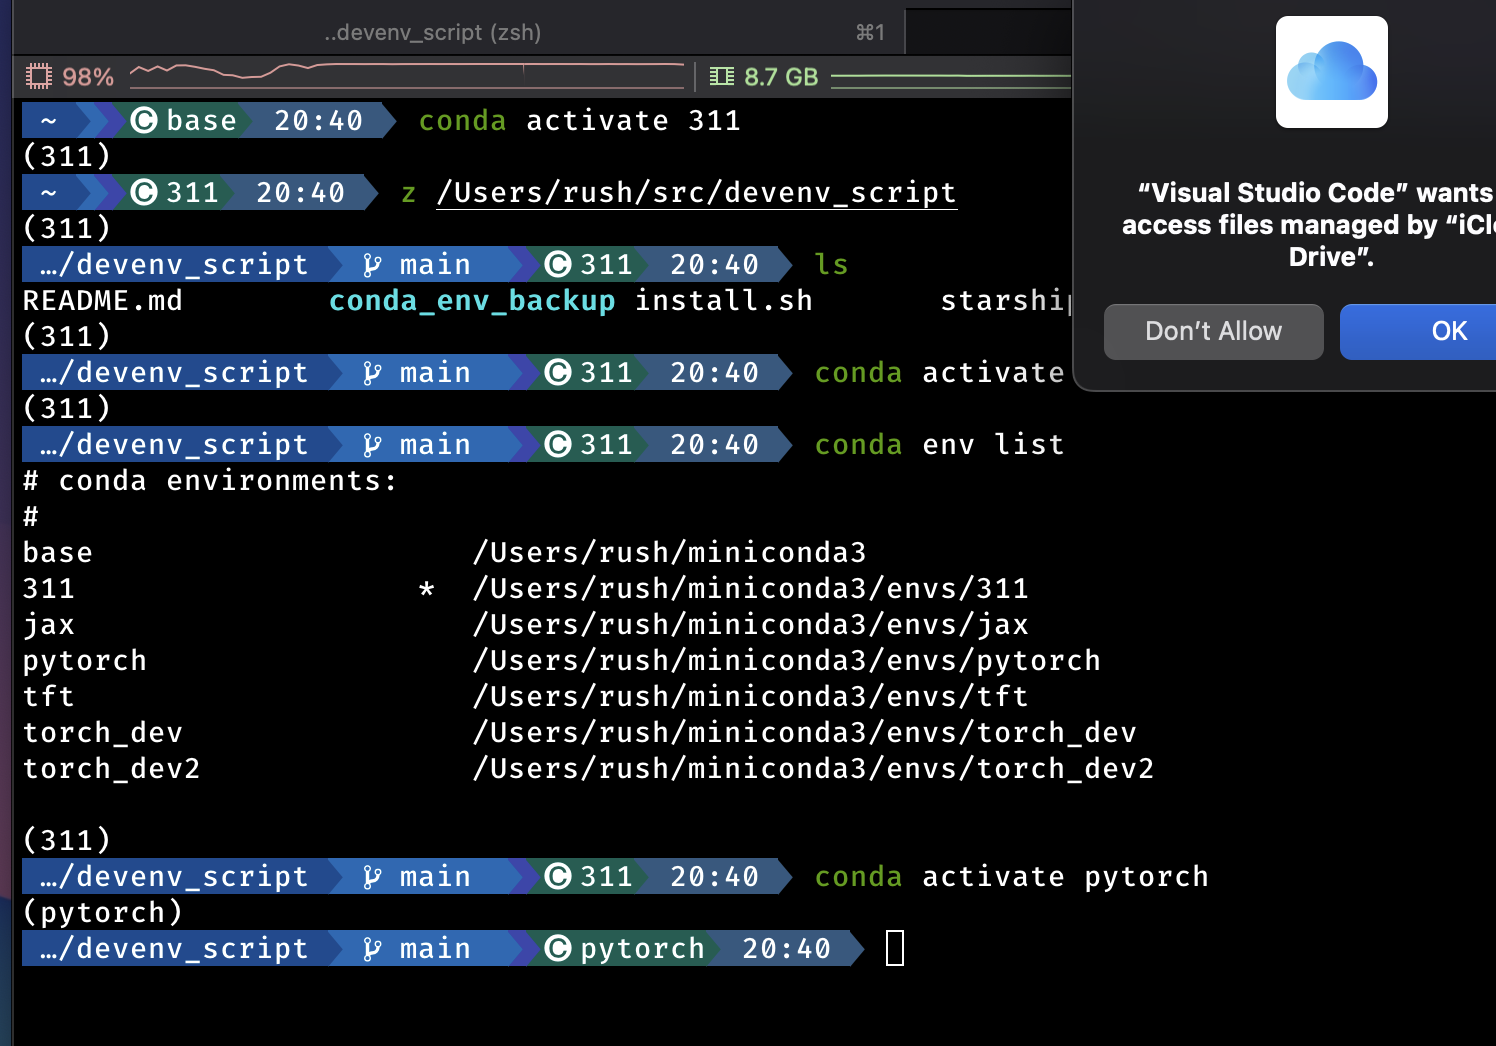 ..devenv_script (zsh) ⌘1
98% 8.7 GB
~ base 20:40 conda activate 311
(311)
~ 311 20:40 z /Users/rush/src/devenv_script
(311)
…/devenv_script main 311 20:40 ls
README.md conda_env_backup install.sh starship
(311)
…/devenv_script main 311 20:40 conda activate
(311)
…/devenv_script main 311 20:40 conda env list
# conda environments:
#
base /Users/rush/miniconda3
311 * /Users/rush/miniconda3/envs/311
jax /Users/rush/miniconda3/envs/jax
pytorch /Users/rush/miniconda3/envs/pytorch
tft /Users/rush/miniconda3/envs/tft
torch_dev /Users/rush/miniconda3/envs/torch_dev
torch_dev2 /Users/rush/miniconda3/envs/torch_dev2
(311)
…/devenv_script main 311 20:40 conda activate pytorch
(pytorch)
…/devenv_script main pytorch 20:40
“Visual Studio Code” wants
access files managed by “iClo
Drive”.
Don’t Allow OK